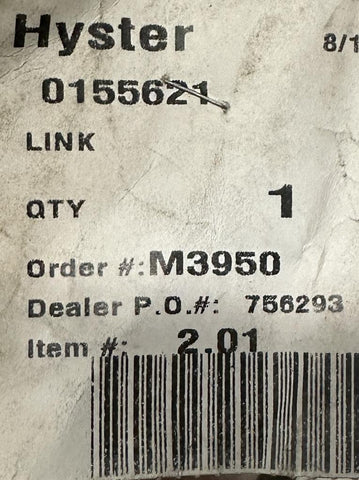 Hyster 8/1
0155621
LINK
QTY 1
Order #:M3950
Dealer P.O.#: 756293
Item #: 2.01